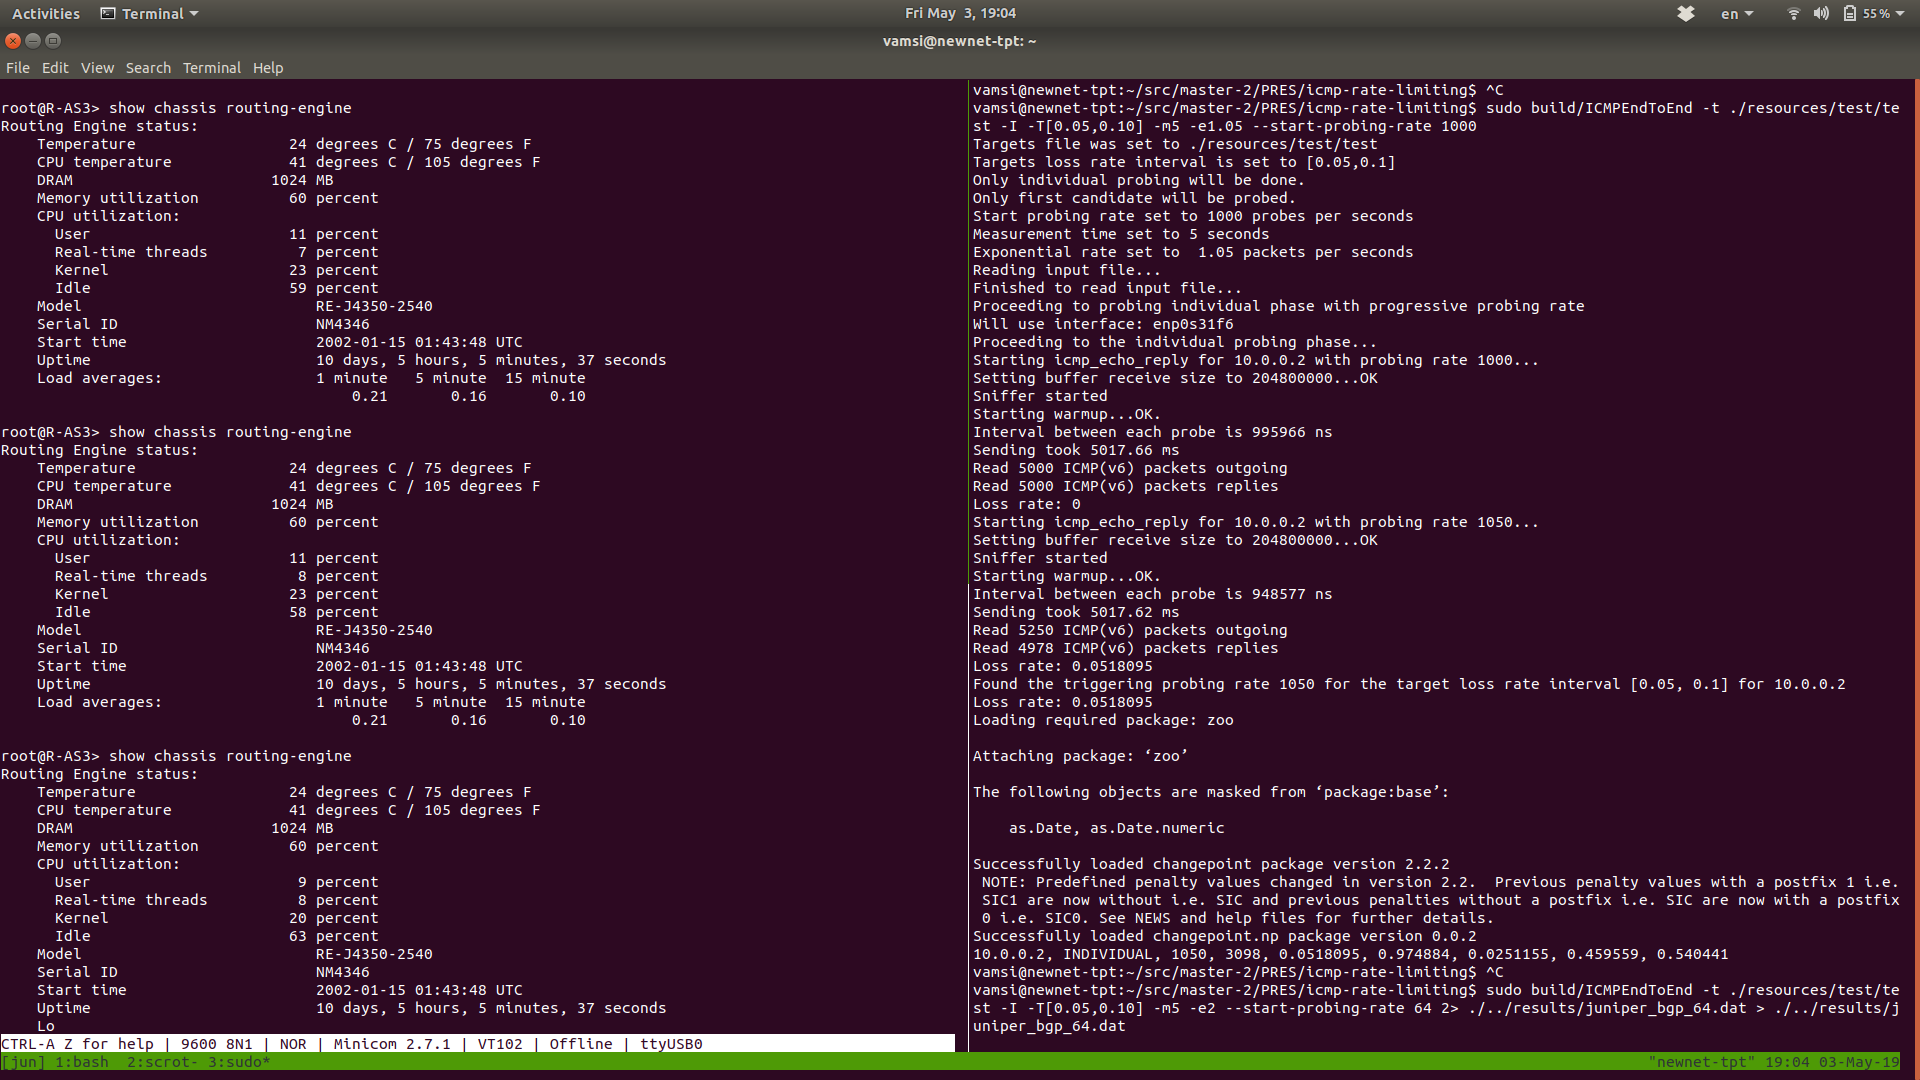 Activities Terminal Fri May 3, 19:04 en 55 %
vamsi@newnet-tpt: ~
File Edit View Search Terminal Help
root@R-AS3> show chassis routing-engine
Routing Engine status:
Temperature 24 degrees C / 75 degrees F
CPU temperature 41 degrees C / 105 degrees F
DRAM 1024 MB
Memory utilization 60 percent
CPU utilization:
User 11 percent
Real-time threads 7 percent
Kernel 23 percent
Idle 59 percent
Model RE-J4350-2540
Serial ID NM4346
Start time 2002-01-15 01:43:48 UTC
Uptime 10 days, 5 hours, 5 minutes, 37 seconds
Load averages: 1 minute 5 minute 15 minute
0.21 0.16 0.10
root@R-AS3> show chassis routing-engine
Routing Engine status:
Temperature 24 degrees C / 75 degrees F
CPU temperature 41 degrees C / 105 degrees F
DRAM 1024 MB
Memory utilization 60 percent
CPU utilization:
User 11 percent
Real-time threads 8 percent
Kernel 23 percent
Idle 58 percent
Model RE-J4350-2540
Serial ID NM4346
Start time 2002-01-15 01:43:48 UTC
Uptime 10 days, 5 hours, 5 minutes, 37 seconds
Load averages: 1 minute 5 minute 15 minute
0.21 0.16 0.10
root@R-AS3> show chassis routing-engine
Routing Engine status:
Temperature 24 degrees C / 75 degrees F
CPU temperature 41 degrees C / 105 degrees F
DRAM 1024 MB
Memory utilization 60 percent
CPU utilization:
User 9 percent
Real-time threads 8 percent
Kernel 20 percent
Idle 63 percent
Model RE-J4350-2540
Serial ID NM4346
Start time 2002-01-15 01:43:48 UTC
Uptime 10 days, 5 hours, 5 minutes, 37 seconds
Lo
CTRL-A Z for help | 9600 8N1 | NOR | Minicom 2.7.1 | VT102 | Offline | ttyUSB0
vamsi@newnet-tpt:~/src/master-2/PRES/icmp-rate-limiting$ ^C
vamsi@newnet-tpt:~/src/master-2/PRES/icmp-rate-limiting$ sudo build/ICMPEndToEnd -t ./resources/test/te
st -I -T[0.05,0.10] -m5 -e1.05 --start-probing-rate 1000
Targets file was set to ./resources/test/test
Targets loss rate interval is set to [0.05,0.1]
Only individual probing will be done.
Only first candidate will be probed.
Start probing rate set to 1000 probes per seconds
Measurement time set to 5 seconds
Exponential rate set to  1.05 packets per seconds
Reading input file...
Finished to read input file...
Proceeding to probing individual phase with progressive probing rate
Will use interface: enp0s31f6
Proceeding to the individual probing phase...
Starting icmp_echo_reply for 10.0.0.2 with probing rate 1000...
Setting buffer receive size to 204800000...OK
Sniffer started
Starting warmup...OK.
Interval between each probe is 995966 ns
Sending took 5017.66 ms
Read 5000 ICMP(v6) packets outgoing
Read 5000 ICMP(v6) packets replies
Loss rate: 0
Starting icmp_echo_reply for 10.0.0.2 with probing rate 1050...
Setting buffer receive size to 204800000...OK
Sniffer started
Starting warmup...OK.
Interval between each probe is 948577 ns
Sending took 5017.62 ms
Read 5250 ICMP(v6) packets outgoing
Read 4978 ICMP(v6) packets replies
Loss rate: 0.0518095
Found the triggering probing rate 1050 for the target loss rate interval [0.05, 0.1] for 10.0.0.2
Loss rate: 0.0518095
Loading required package: zoo
Attaching package: ‘zoo’
The following objects are masked from ‘package:base’:
as.Date, as.Date.numeric
Successfully loaded changepoint package version 2.2.2
NOTE: Predefined penalty values changed in version 2.2.  Previous penalty values with a postfix 1 i.e.
SIC1 are now without i.e. SIC and previous penalties without a postfix i.e. SIC are now with a postfix
0 i.e. SIC0. See NEWS and help files for further details.
Successfully loaded changepoint.np package version 0.0.2
10.0.0.2, INDIVIDUAL, 1050, 3098, 0.0518095, 0.974884, 0.0251155, 0.459559, 0.540441
vamsi@newnet-tpt:~/src/master-2/PRES/icmp-rate-limiting$ ^C
vamsi@newnet-tpt:~/src/master-2/PRES/icmp-rate-limiting$ sudo build/ICMPEndToEnd -t ./resources/test/te
st -I -T[0.05,0.10] -m5 -e2 --start-probing-rate 64 2> ./../results/juniper_bgp_64.dat > ./../results/j
uniper_bgp_64.dat
[jun] 1:bash  2:scrot- 3:sudo* "newnet-tpt" 19:04 03-May-19